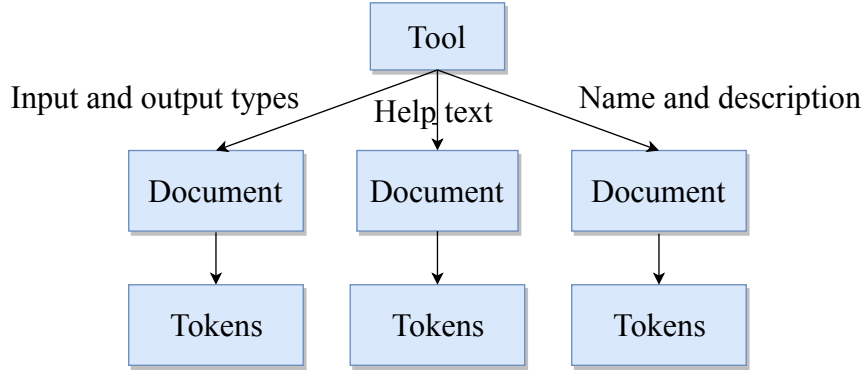 Tool
Input and output types
Help text
Name and description
Document
Document
Document
Tokens
Tokens
Tokens